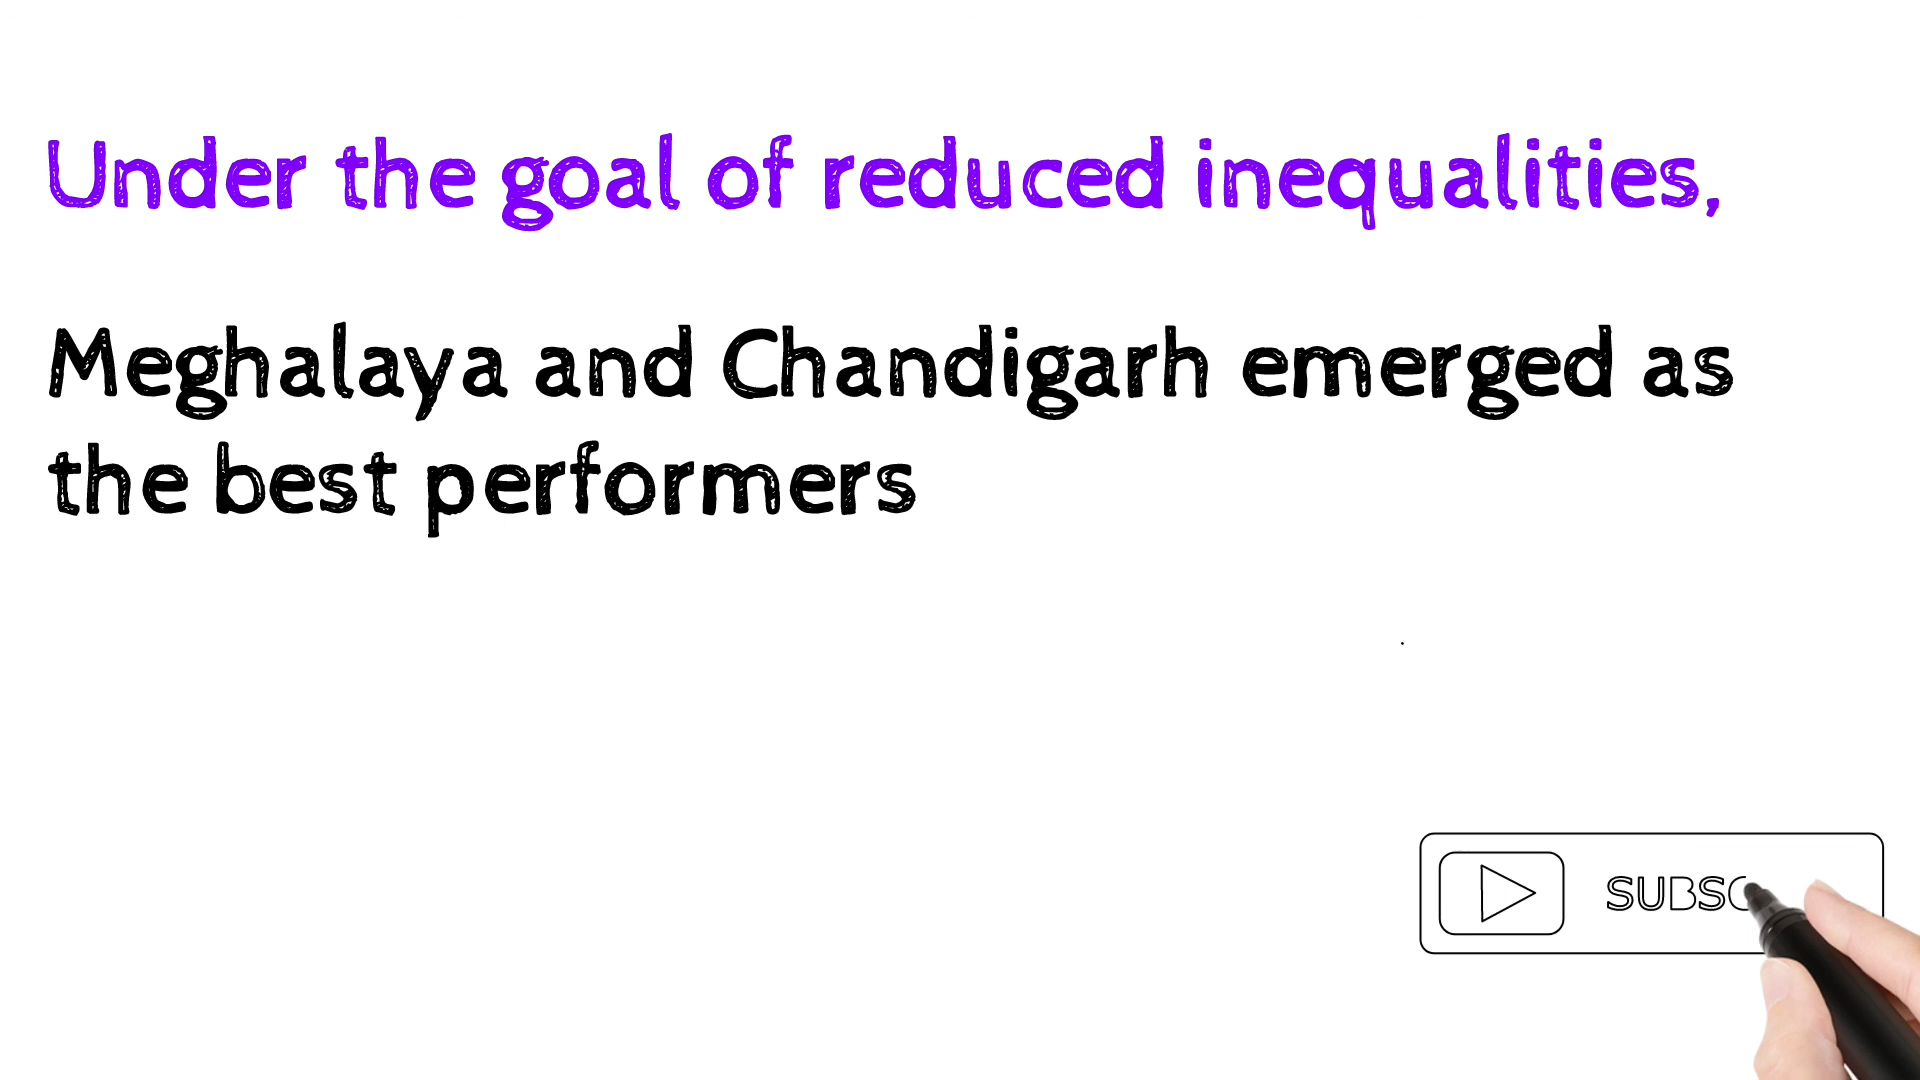 Under the goal of reduced inequalities,
Meghalaya and Chandigarh emerged as
the best performers
SUBSC